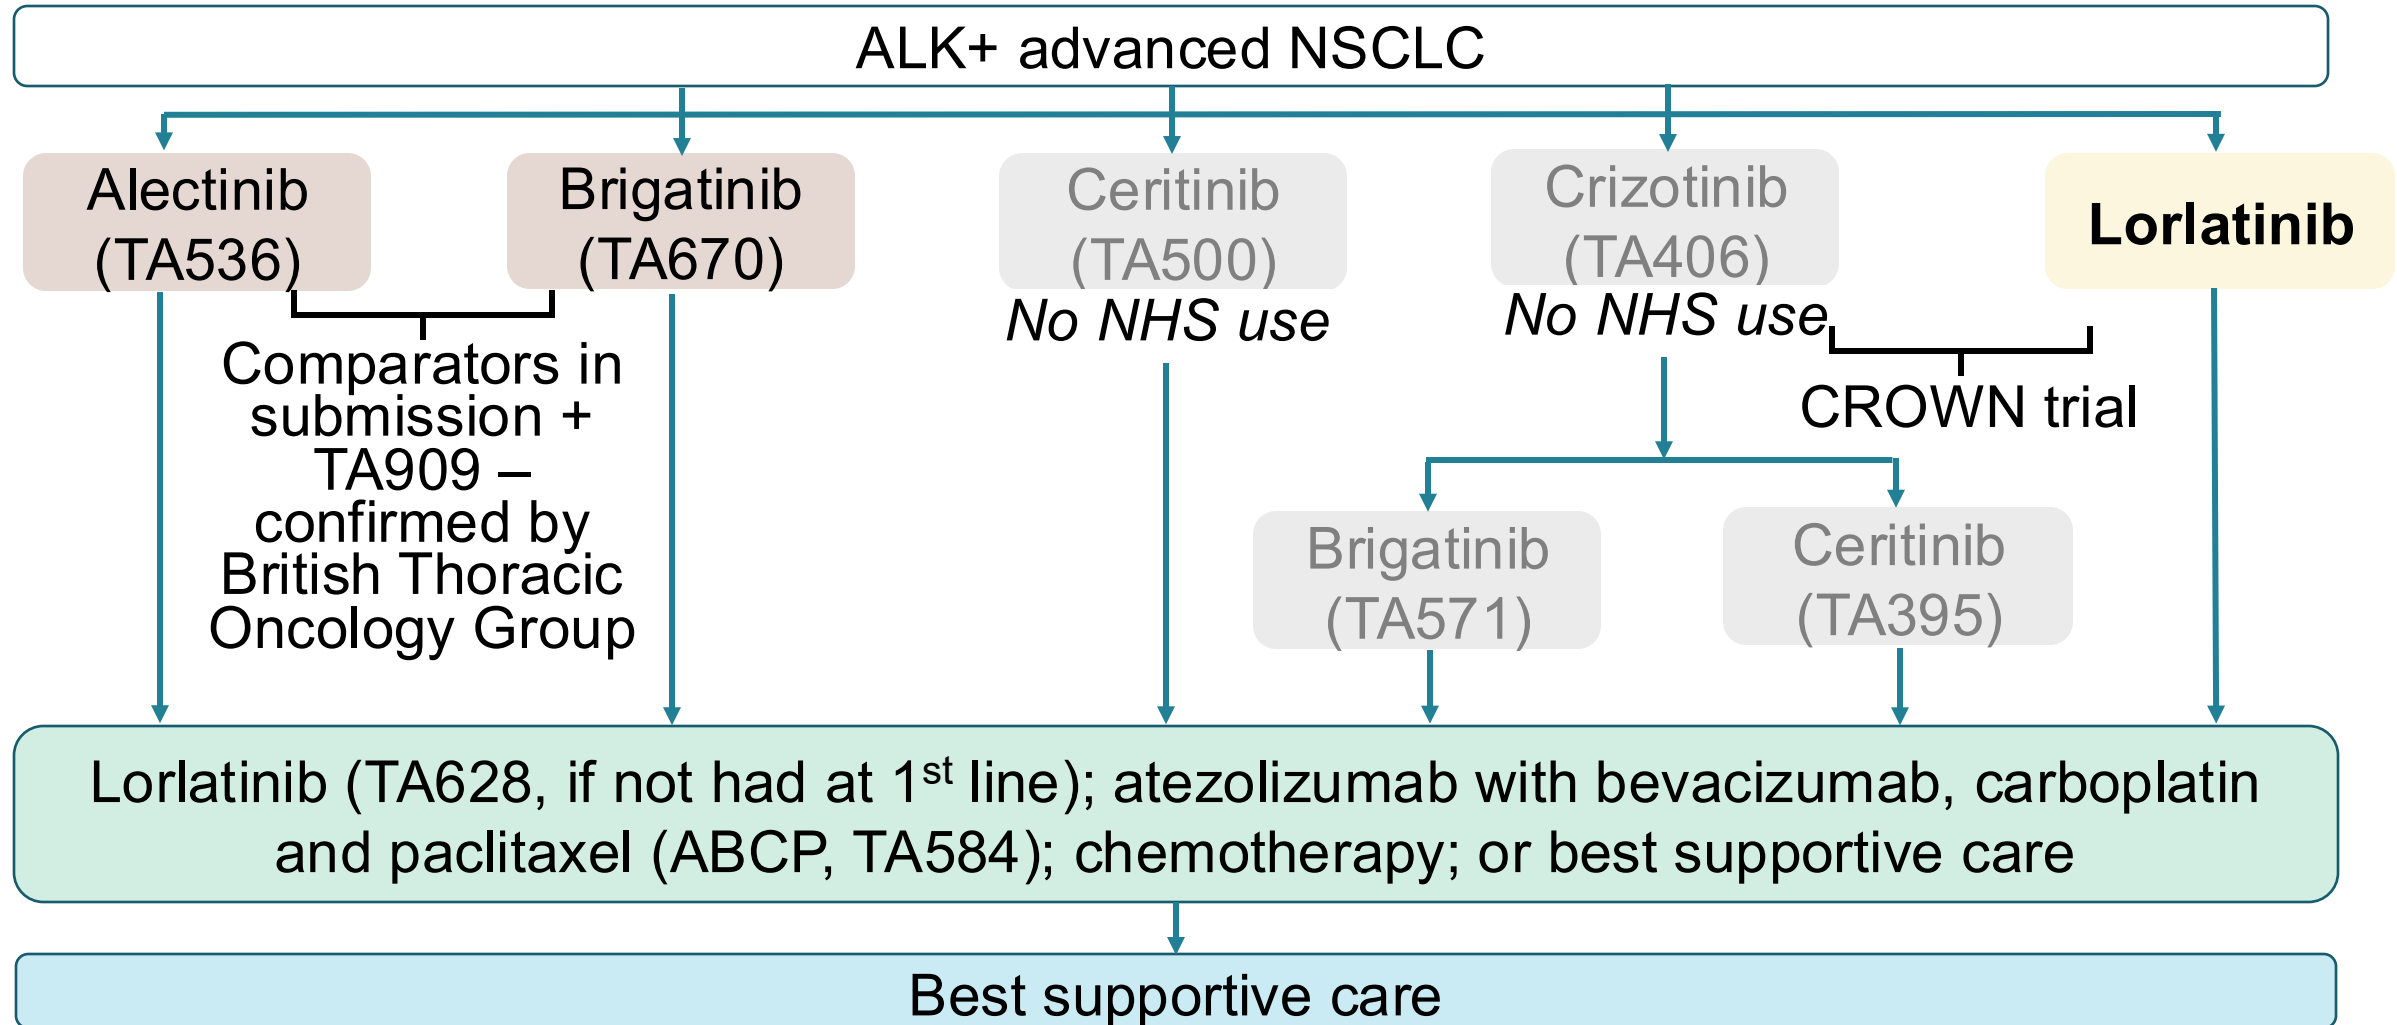 ALK+ advanced NSCLC
Alectinib
(TA536)
Brigatinib
(TA670)
Ceritinib
(TA500)
No NHS use
Crizotinib
(TA406)
No NHS use
Lorlatinib
Comparators in
submission +
TA909 –
confirmed by
British Thoracic
Oncology Group
CROWN trial
Brigatinib
(TA571)
Ceritinib
(TA395)
Lorlatinib (TA628, if not had at 1st line); atezolizumab with bevacizumab, carboplatin
and paclitaxel (ABCP, TA584); chemotherapy; or best supportive care
Best supportive care